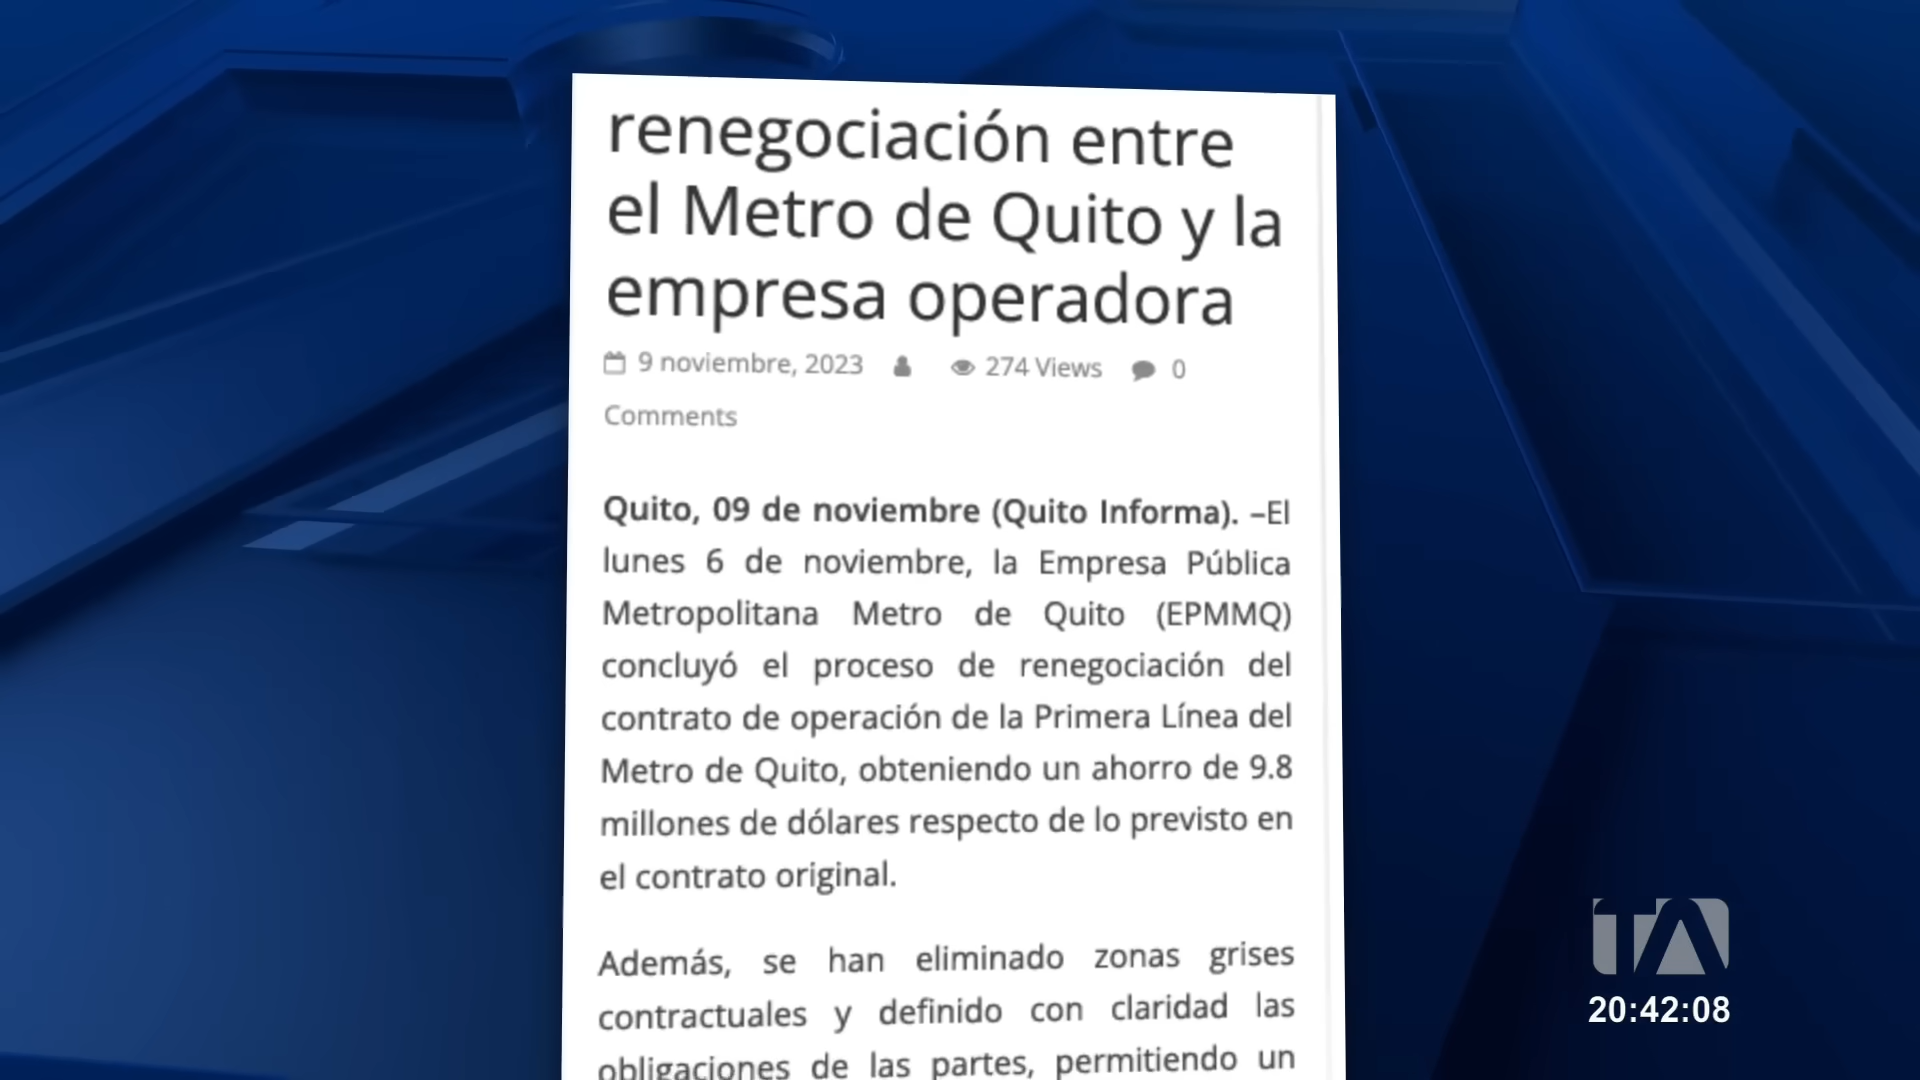 renegociación entre
el Metro de Quito y la
empresa operadora
9 noviembre, 2023 274 Views 0
Comments
Quito, 09 de noviembre (Quito Informa). –El
lunes 6 de noviembre, la Empresa Pública
Metropolitana Metro de Quito (EPMMQ)
concluyó el proceso de renegociación del
contrato de operación de la Primera Línea del
Metro de Quito, obteniendo un ahorro de 9.8
millones de dólares respecto de lo previsto en
el contrato original.
Además, se han eliminado zonas grises
contractuales y definido con claridad las
obligaciones de las partes, permitiendo un
TA
20:42:08